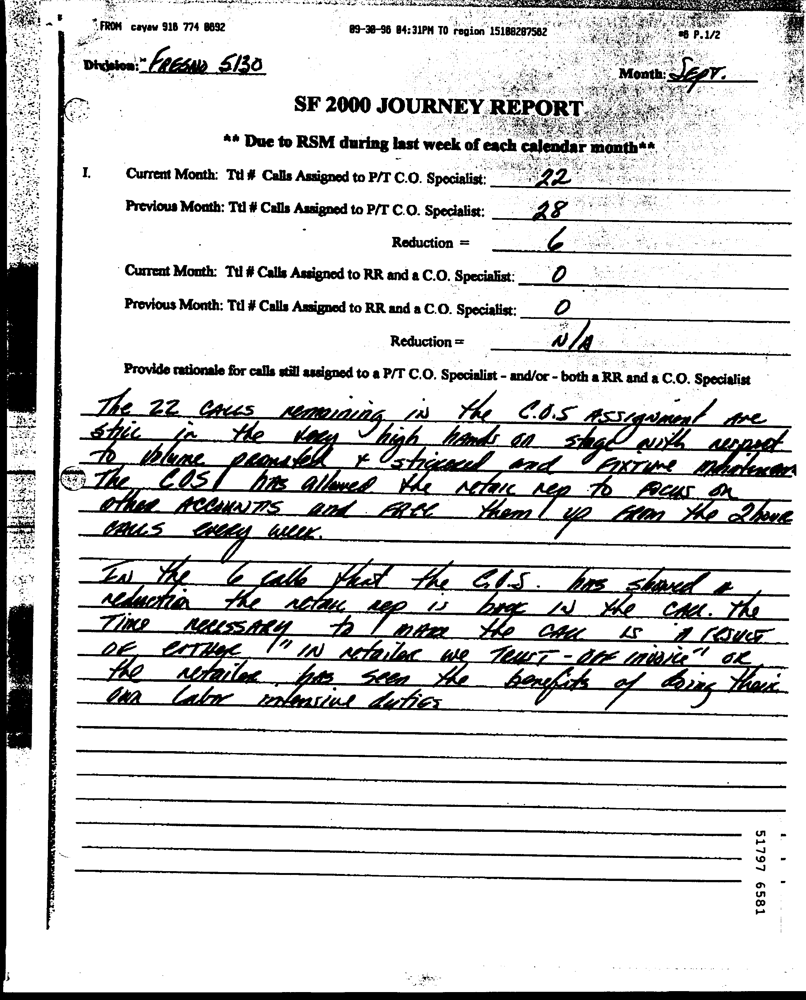 FROM cayaw 916 774 8692 09-30-96 04:31PM TO region 15108287502 #8 P.1/2
Division: FRESNO 5130
Month: SEPT.
SF 2000 JOURNEY REPORT
** Due to RSM during last week of each calendar month**
I. Current Month: Ttl # Calls Assigned to P/T C.O. Specialist: 22
Previous Month: Ttl # Calls Assigned to P/T C.O. Specialist: 28
Reduction = 6
Current Month: Ttl # Calls Assigned to RR and a C.O. Specialist: 0
Previous Month: Ttl # Calls Assigned to RR and a C.O. Specialist: 0
Reduction = N/A
Provide rationale for calls still assigned to a P/T C.O. Specialist - and/or - both a RR and a C.O. Specialist
The 22 CALLS remaining in the C.O.S ASSignment Are
still in the very high hands on stage with respect
To volume promoted & stickered and FIXTURE
The COS has allowed the retail rep to FOCUS ON
other ACCOUNTS and FREE them up FROM the 2 hour
CALLS every week.
IN the 6 calls that the C.O.S. has showed a
reduction the retail rep is back IN the CALL. The
Time NECESSARY to MAKE the CALL IS A RESULT
OF EITHER "IN retailer we TRUST - OFF invoice" OR
the retailer has seen the benefits of doing their
own Labor intensive duties
51797 6581